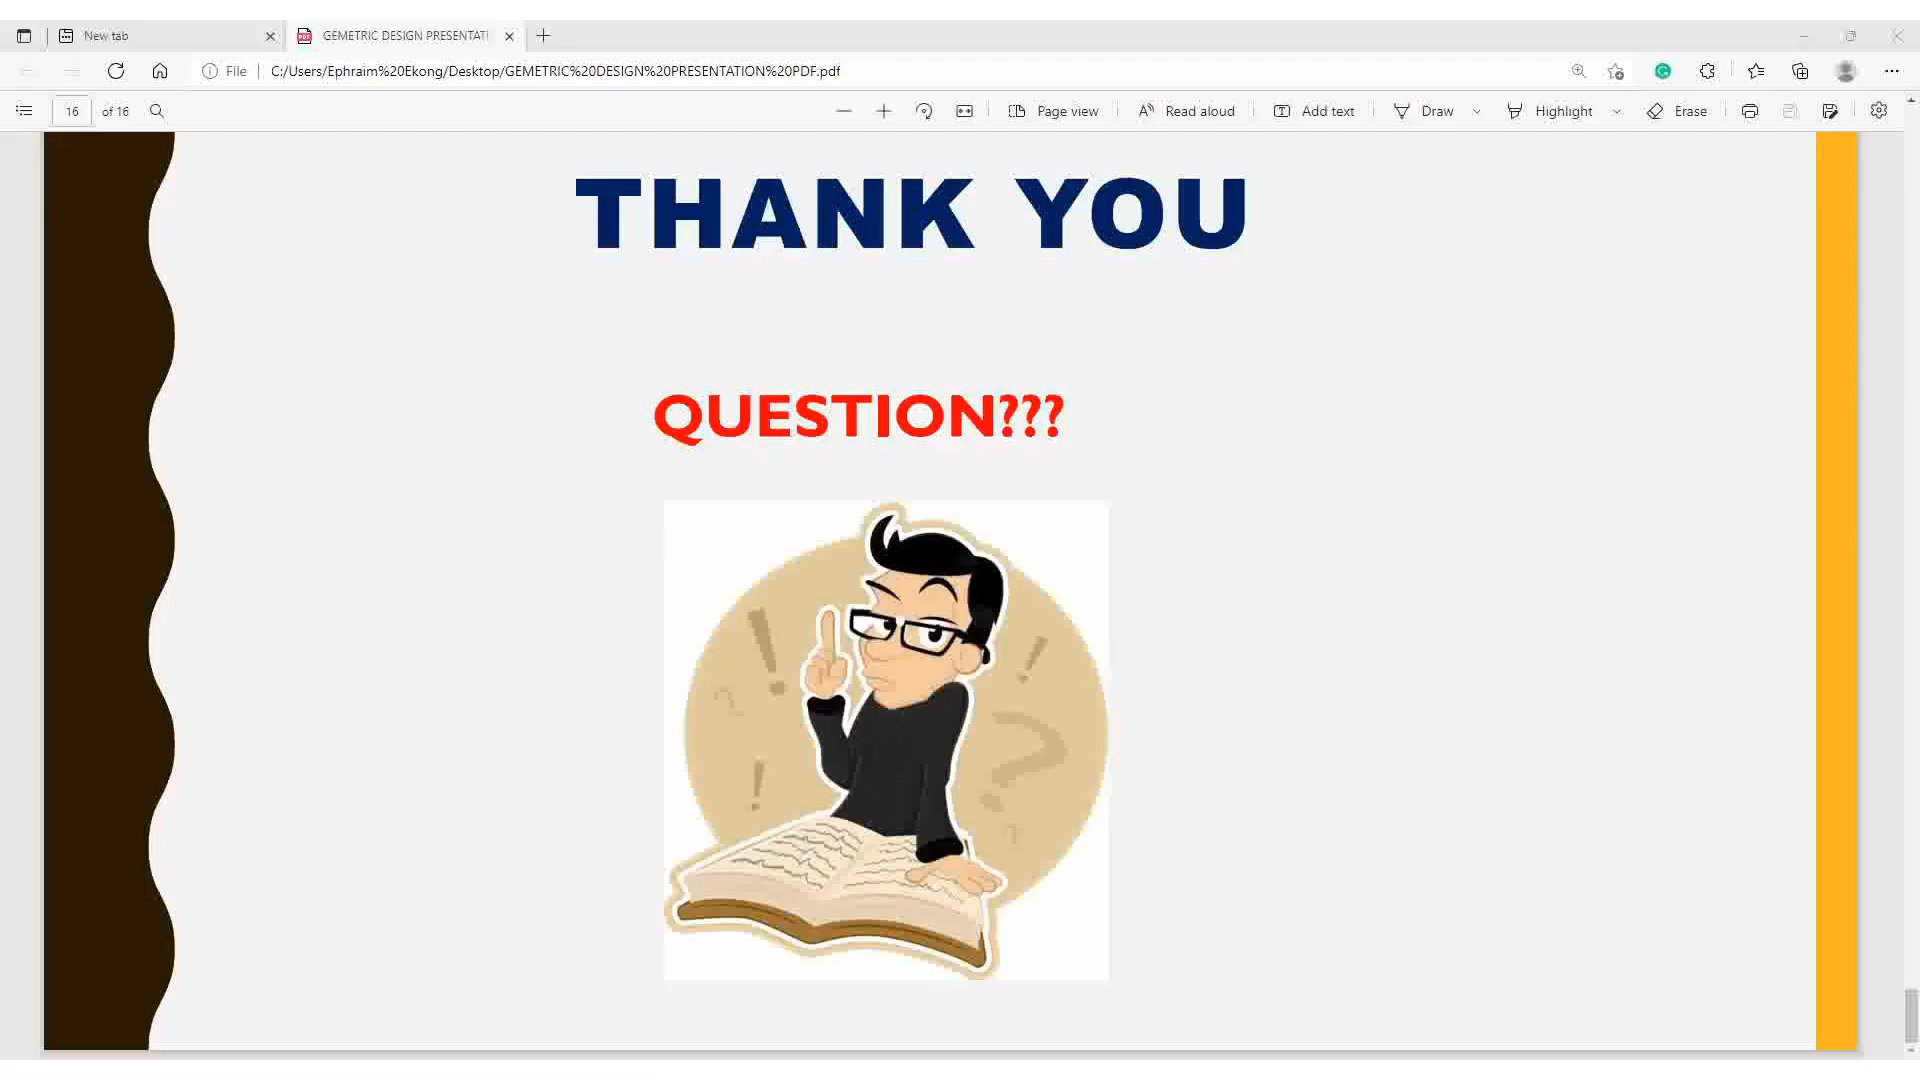 New tab
GEMETRIC DESIGN PRESENTATI
File
C:/Users/Ephraim%20Ekong/Desktop/GEMETRIC%20DESIGN%20PRESENTATION%20PDF.pdf
16 of 16
Page view
Read aloud
Add text
Draw
Highlight
Erase
THANK YOU
QUESTION???